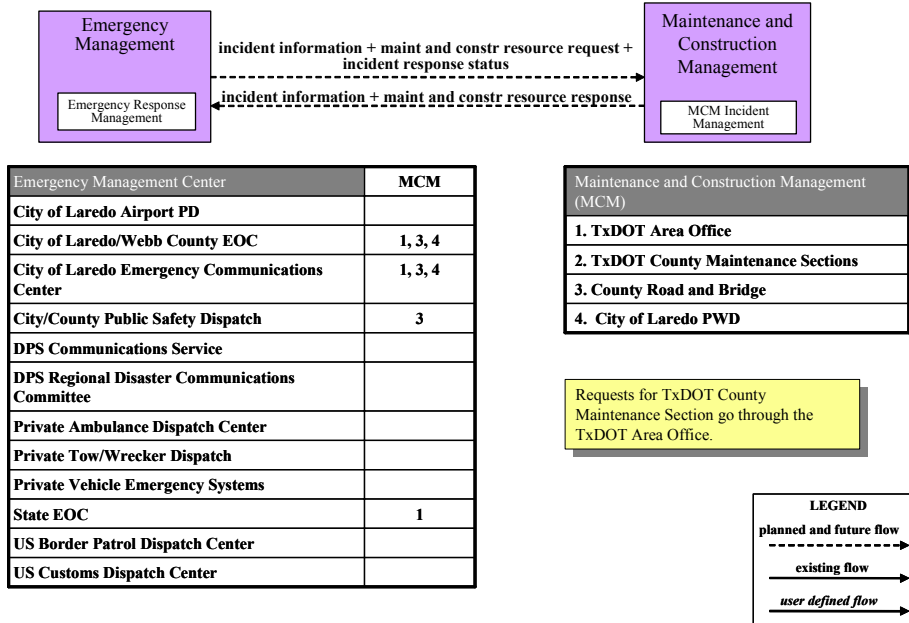 Emergency
Management
Emergency Response
Management
incident information + maint and constr resource request +
incident response status
incident information + maint and constr resource response
Maintenance and
Construction
Management
MCM Incident
Management
Emergency Management Center MCM
City of Laredo Airport PD
City of Laredo/Webb County EOC 1, 3, 4
City of Laredo Emergency Communications 1, 3, 4
Center
City/County Public Safety Dispatch 3
DPS Communications Service
DPS Regional Disaster Communications
Committee
Private Ambulance Dispatch Center
Private Tow/Wrecker Dispatch
Private Vehicle Emergency Systems
State EOC 1
US Border Patrol Dispatch Center
US Customs Dispatch Center
Maintenance and Construction Management
(MCM)
1. TxDOT Area Office
2. TxDOT County Maintenance Sections
3. County Road and Bridge
4. City of Laredo PWD
Requests for TxDOT County
Maintenance Section go through the
TxDOT Area Office.
LEGEND
planned and future flow
existing flow
user defined flow